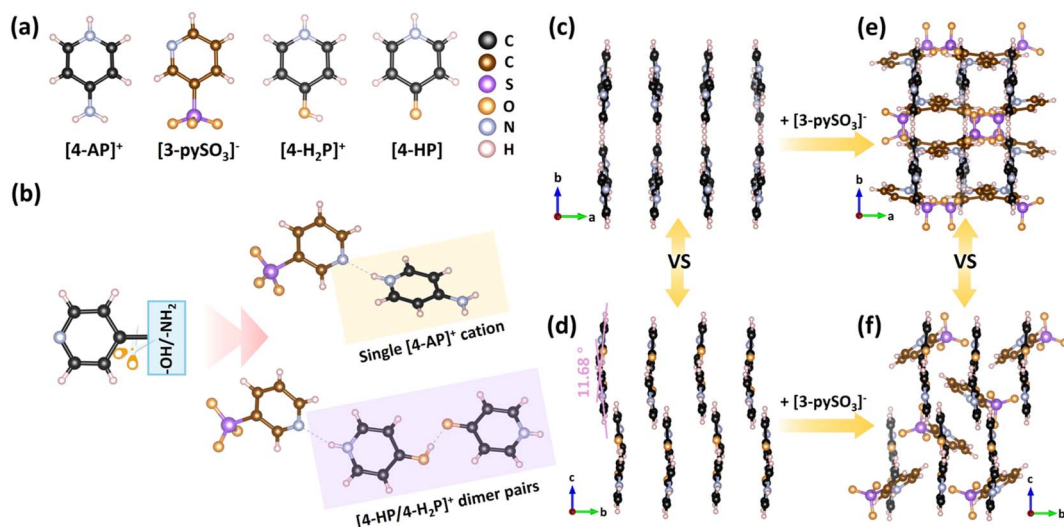 (a)
[4-AP]⁺
[3-pySO₃]⁻
[4-H₂P]⁺
[4-HP]
C
C
S
O
N
H
(b)
-OH/-NH₂
Single [4-AP]⁺ cation
[4-HP/4-H₂P]⁺ dimer pairs
(c)
b
a
+ [3-pySO₃]⁻
(e)
b
a
VS
VS
(d)
11.68 °
c
b
+ [3-pySO₃]⁻
(f)
c
b